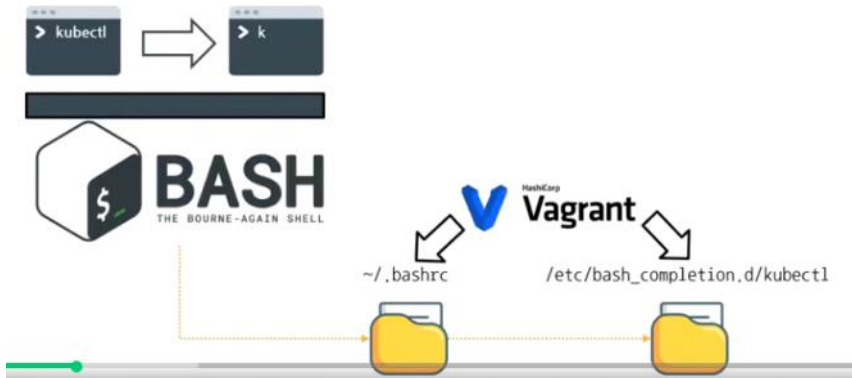 > kubectl
> k
$_
BASH
THE BOURNE-AGAIN SHELL
HashiCorp
Vagrant
~/.bashrc
/etc/bash_completion.d/kubectl